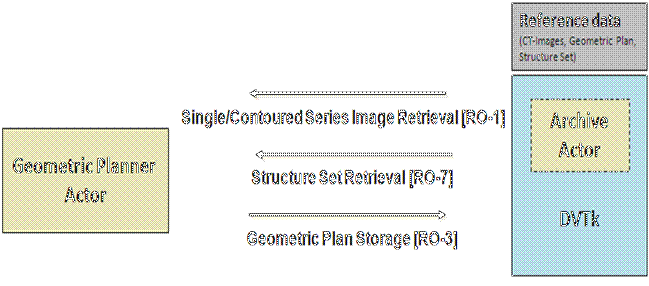 Reference data
(CT-Images, Geometric Plan,
Structure Set)
Single/Contoured Series Image Retrieval [RO-1]
Archive
Actor
Geometric Planner
Actor
Structure Set Retrieval [RO-7]
DVTk
Geometric Plan Storage [RO-3]